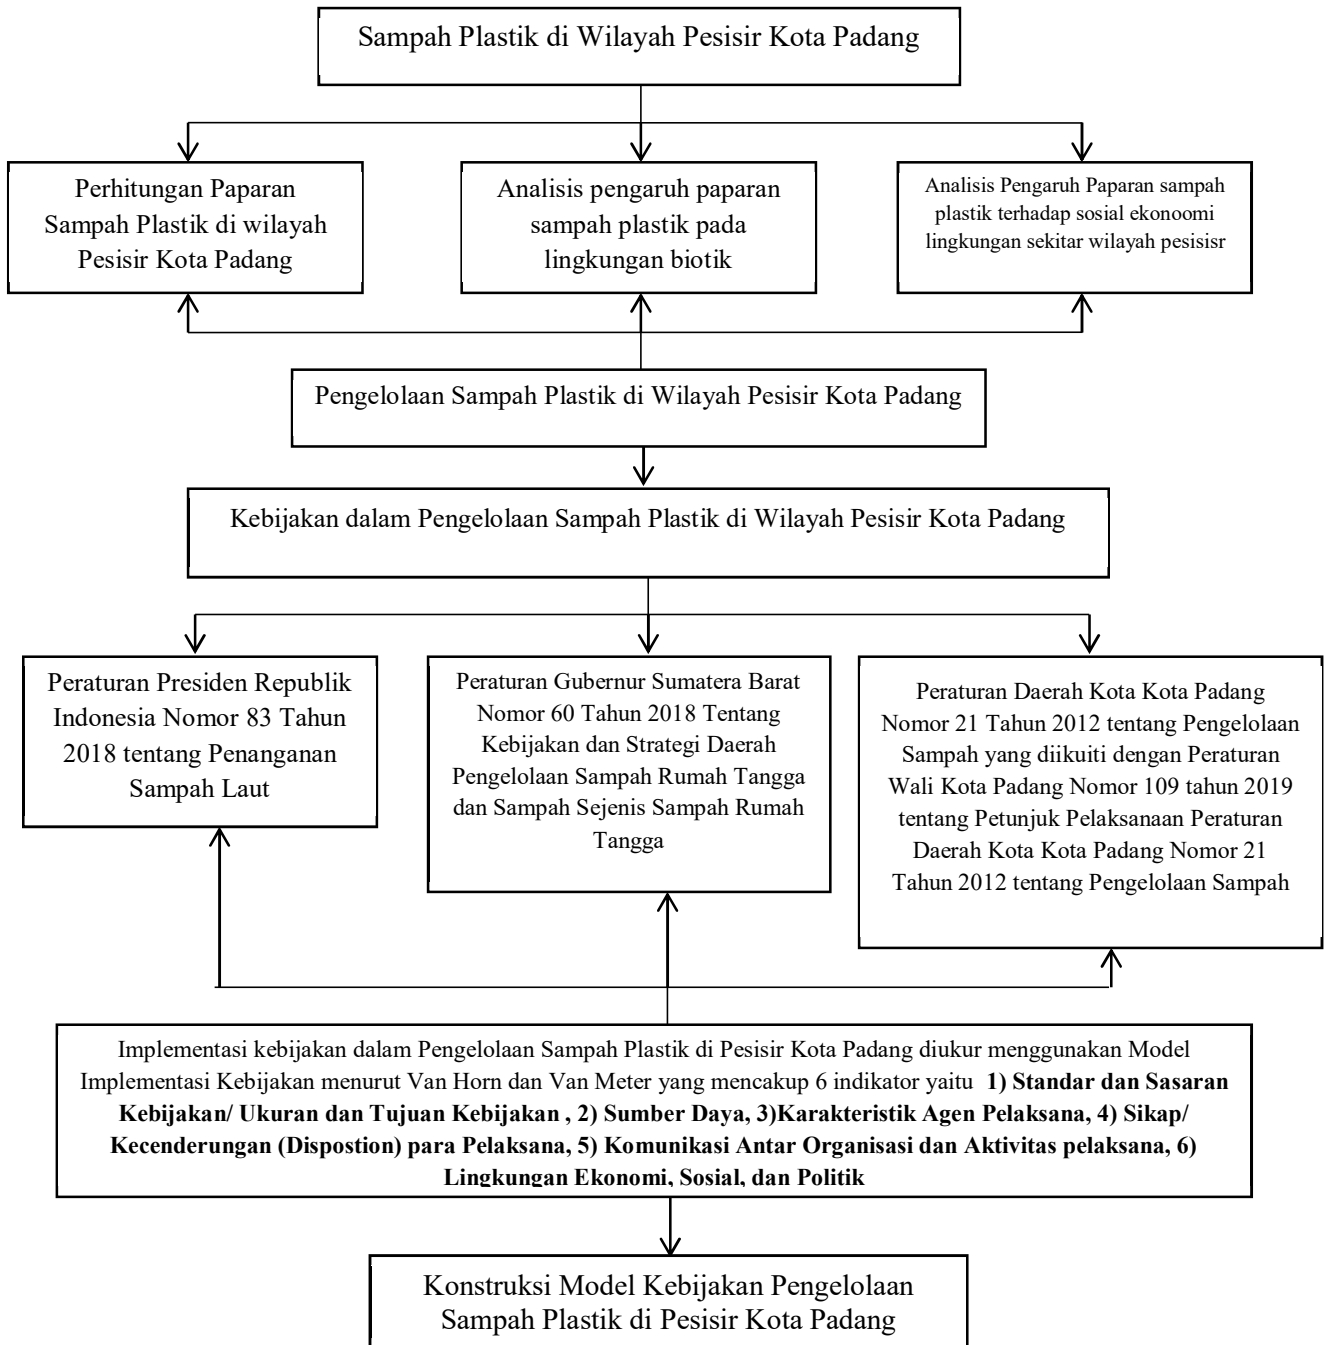 Sampah Plastik di Wilayah Pesisir Kota Padang
Perhitungan Paparan
Sampah Plastik di wilayah
Pesisir Kota Padang
Analisis pengaruh paparan
sampah plastik pada
lingkungan biotik
Analisis Pengaruh Paparan sampah
plastik terhadap sosial ekonoomi
lingkungan sekitar wilayah pesisisr
Pengelolaan Sampah Plastik di Wilayah Pesisir Kota Padang
Kebijakan dalam Pengelolaan Sampah Plastik di Wilayah Pesisir Kota Padang
Peraturan Presiden Republik
Indonesia Nomor 83 Tahun
2018 tentang Penanganan
Sampah Laut
Peraturan Gubernur Sumatera Barat
Nomor 60 Tahun 2018 Tentang
Kebijakan dan Strategi Daerah
Pengelolaan Sampah Rumah Tangga
dan Sampah Sejenis Sampah Rumah
Tangga
Peraturan Daerah Kota Kota Padang
Nomor 21 Tahun 2012 tentang Pengelolaan
Sampah yang diikuiti dengan Peraturan
Wali Kota Padang Nomor 109 tahun 2019
tentang Petunjuk Pelaksanaan Peraturan
Daerah Kota Kota Padang Nomor 21
Tahun 2012 tentang Pengelolaan Sampah
Implementasi kebijakan dalam Pengelolaan Sampah Plastik di Pesisir Kota Padang diukur menggunakan Model
Implementasi Kebijakan menurut Van Horn dan Van Meter yang mencakup 6 indikator yaitu 1) Standar dan Sasaran
Kebijakan/ Ukuran dan Tujuan Kebijakan , 2) Sumber Daya, 3)Karakteristik Agen Pelaksana, 4) Sikap/
Kecenderungan (Dispostion) para Pelaksana, 5) Komunikasi Antar Organisasi dan Aktivitas pelaksana, 6)
Lingkungan Ekonomi, Sosial, dan Politik
Konstruksi Model Kebijakan Pengelolaan
Sampah Plastik di Pesisir Kota Padang